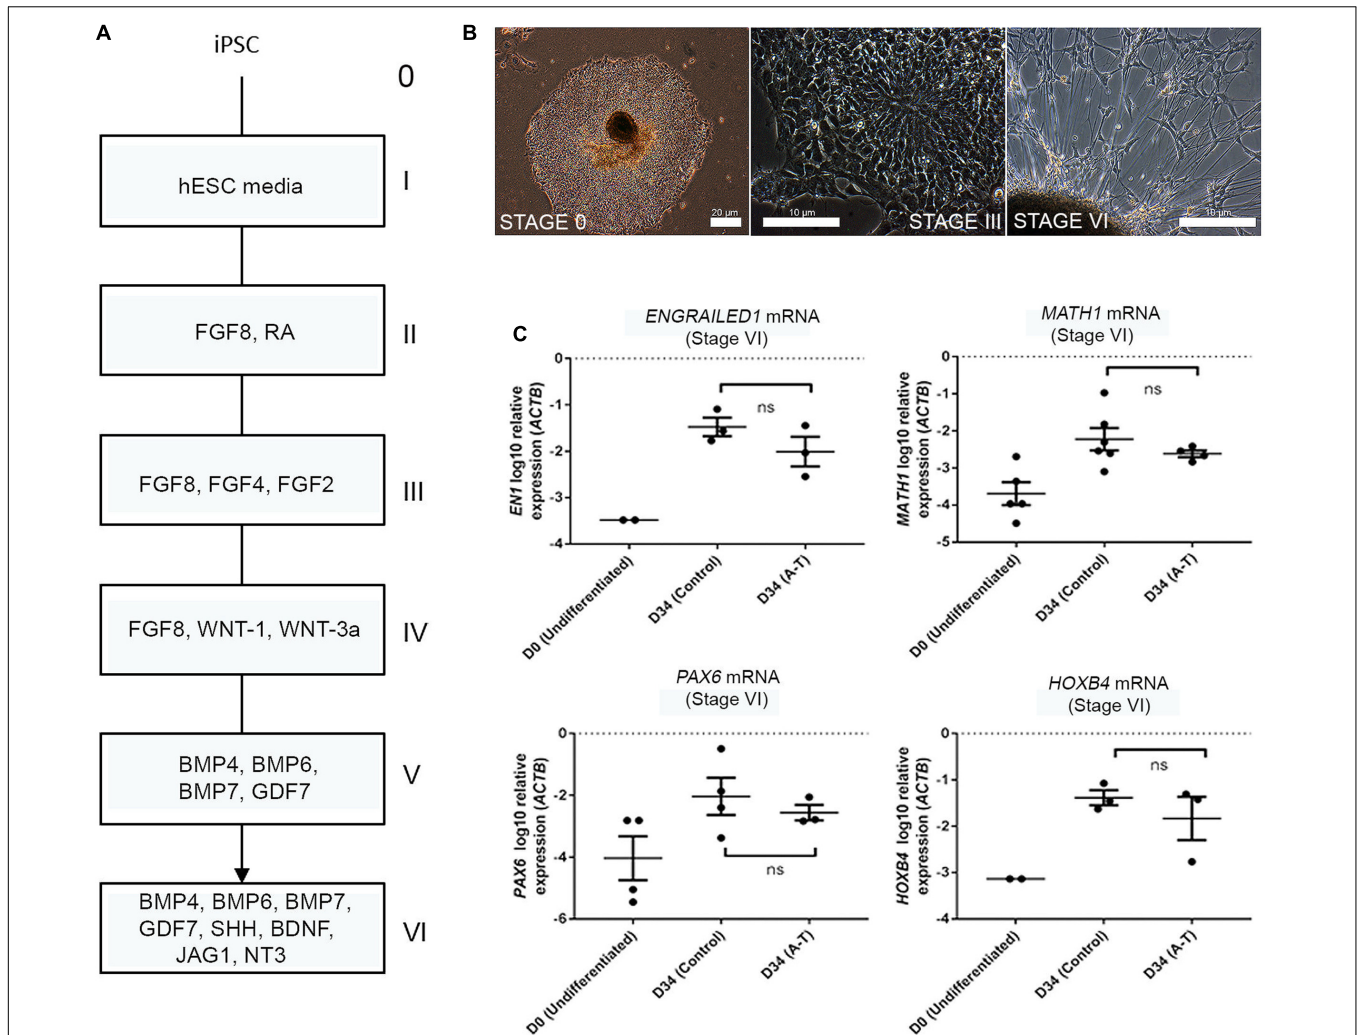 A
iPSC
0
hESC media
I
FGF8, RA
II
FGF8, FGF4, FGF2
III
FGF8, WNT-1, WNT-3a
IV
BMP4, BMP6,
BMP7, GDF7
V
BMP4, BMP6, BMP7,
GDF7, SHH, BDNF,
JAG1, NT3
VI
B
STAGE 0
20 µm
10 µm
STAGE III
STAGE VI
10 µm
C
ENGRAILED1 mRNA
(Stage VI)
EN1 log10 relative
expression (ACTB)
0
-1
-2
-3
-4
ns
D0 (Undifferentiated)
D34 (Control)
D34 (A-T)
MATH1 mRNA
(Stage VI)
MATH1 log10 relative
expression (ACTB)
0
-1
-2
-3
-4
-5
ns
D0 (Undifferentiated)
D34 (Control)
D34 (A-T)
PAX6 mRNA
(Stage VI)
PAX6 log10 relative
expression (ACTB)
0
-2
-4
-6
ns
D0 (Undifferentiated)
D34 (Control)
D34 (A-T)
HOXB4 mRNA
(Stage VI)
HOXB4 log10 relative
expression (ACTB)
0
-1
-2
-3
-4
ns
D0 (Undifferentiated)
D34 (Control)
D34 (A-T)